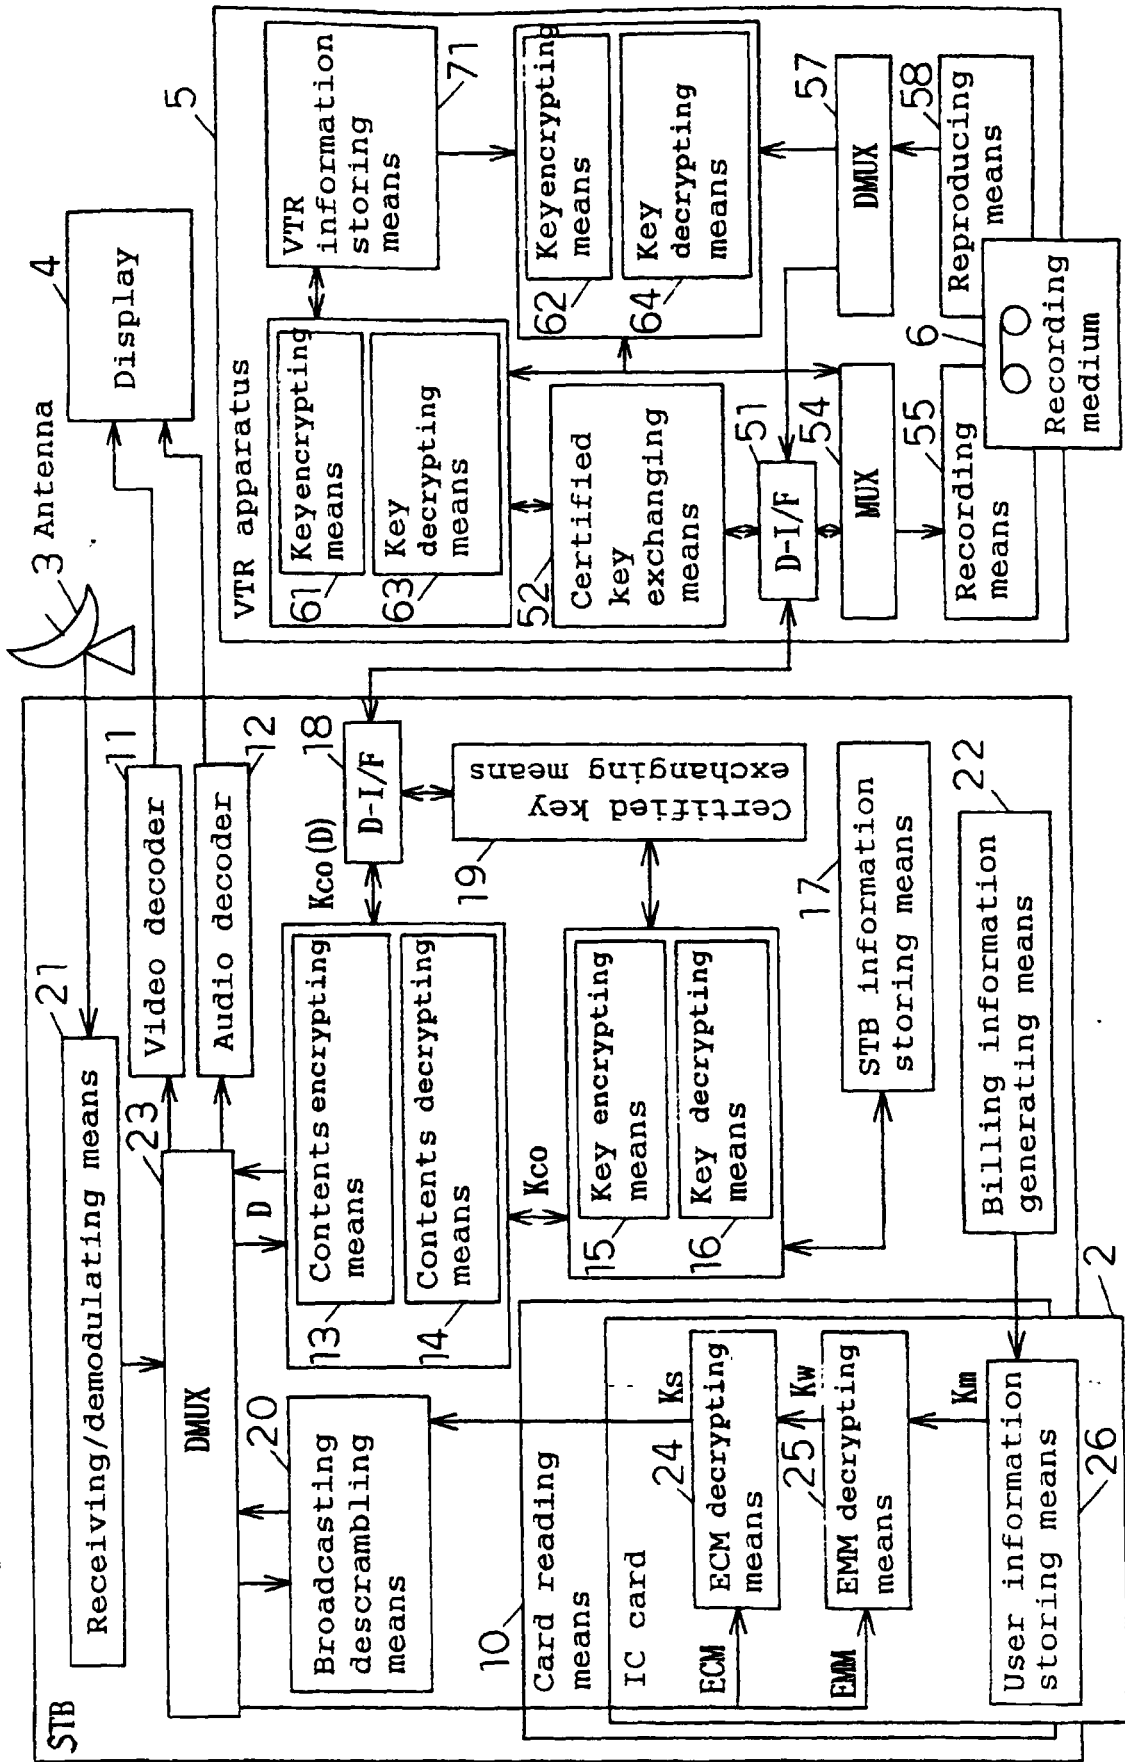 STB
Receiving/demodulating means
21
3
Antenna
4
Display
DMUX
23
Video decoder
11
Audio decoder
12
D
Broadcasting
descrambling
means
20
Contents encrypting
means
13
Contents decrypting
means
14
Kco(D)
D-I/F
18
Kco
Key encrypting
means
15
Key decrypting
means
16
Certified key
exchanging means
19
STB information
storing means
17
Billing information
generating means
22
10
Card reading
means
IC card
2
ECM
EMM
Ks
ECM decrypting
means
24
Kw
EMM decrypting
means
25
Km
User information
storing means
26
5
VTR apparatus
Keyencrypting
means
61
Key
decrypting
means
63
VTR
information
storing
means
71
Keyencrypting
means
62
Key
decrypting
means
64
52
Certified
key
exchanging
means
D-I/F
51
MUX
54
DMUX
57
Recording
means
55
Reproducing
means
58
6
Recording
medium